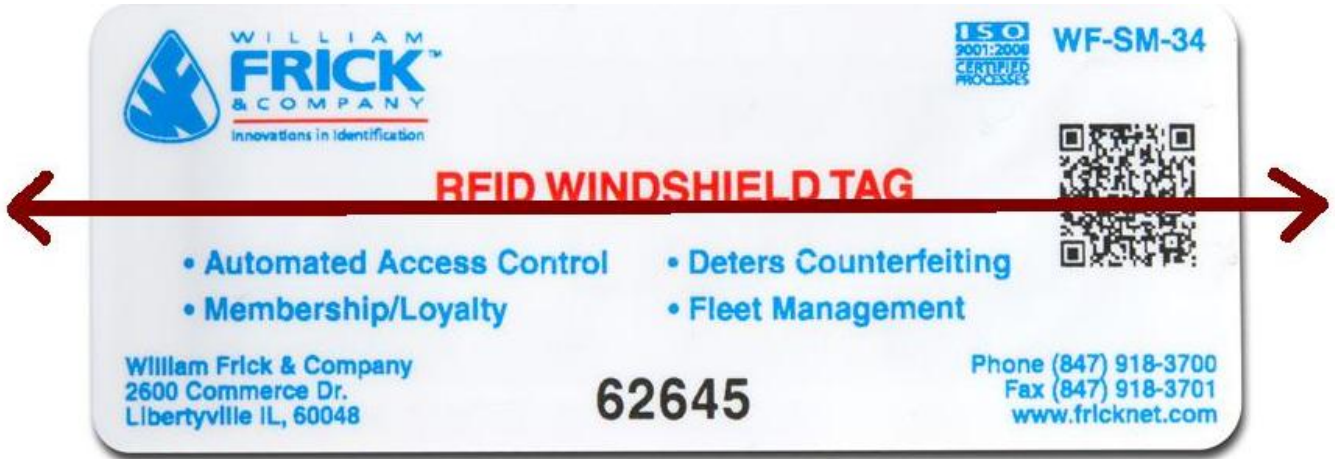 WILLIAM
FRICK™
& COMPANY
Innovations in Identification
ISO
9001:2008
CERTIFIED
PROCESSES
WF-SM-34
RFID WINDSHIELD TAG
• Automated Access Control
• Deters Counterfeiting
• Membership/Loyalty
• Fleet Management
William Frick & Company
2600 Commerce Dr.
Libertyville IL, 60048
62645
Phone (847) 918-3700
Fax (847) 918-3701
www.fricknet.com